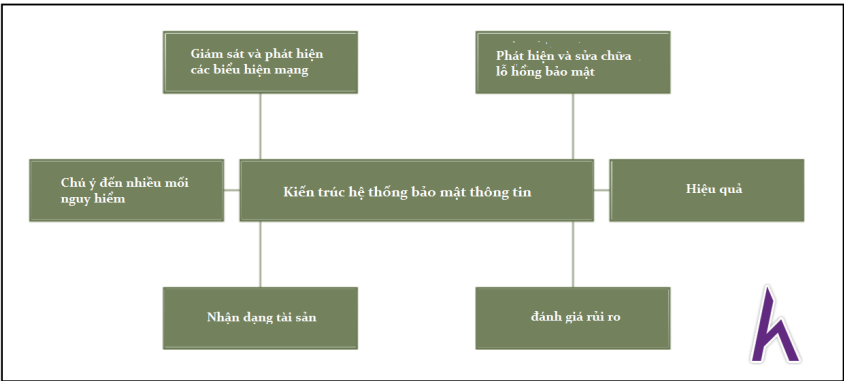 Giám sát và phát hiện
các biểu hiện mạng
Phát hiện và sửa chữa
lỗ hổng bảo mật
Chú ý đến nhiều mối
nguy hiểm
Kiến trúc hệ thống bảo mật thông tin
Hiệu quả
Nhận dạng tài sản
đánh giá rủi ro